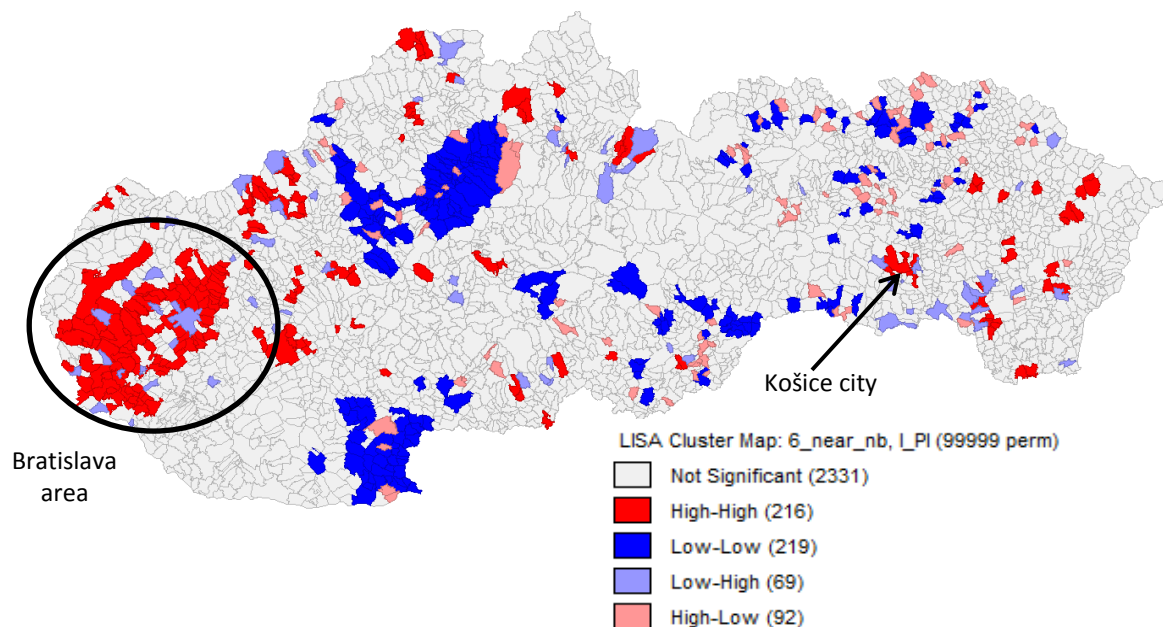 Košice city
Bratislava
area
LISA Cluster Map: 6_near_nb, I_PI (99999 perm)
Not Significant (2331)
High-High (216)
Low-Low (219)
Low-High (69)
High-Low (92)